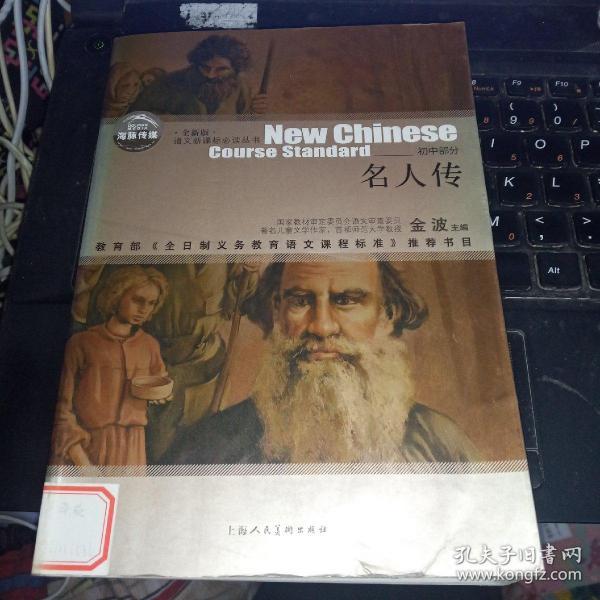 海豚传媒
·全新版·
语文新课标必读丛书
New Chinese
Course Standard
初中部分
名人传
国家教材审定委员会语文审查委员
著名儿童文学作家、首都师范大学教授
金波 主编
教育部《全日制义务教育语文课程标准》推荐书目
上海人民美术出版社
孔夫子旧书网
www.kongfz.com